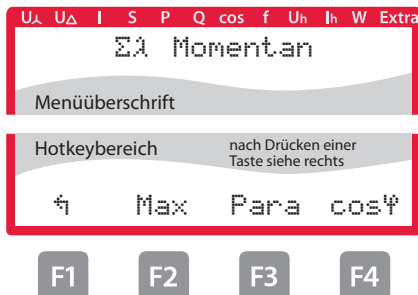 U⅄ U△ I S P Q cos f Uh Ih W Extra
Σλ Momentan
Menüüberschrift
Hotkeybereich
nach Drücken einer
Taste siehe rechts
↰ Max Para cosΨ
F1 F2 F3 F4